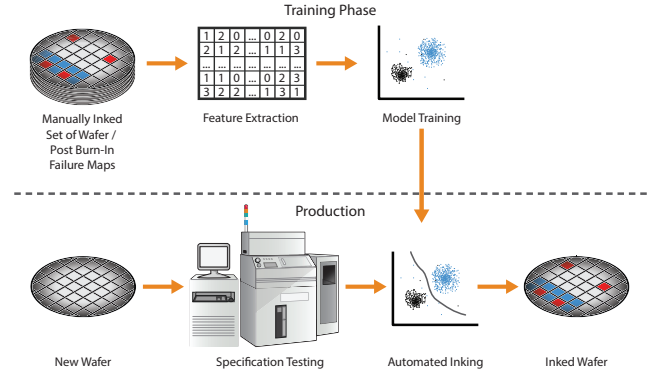 Training Phase
1 2 0 ... 0 2 0
2 1 2 ... 1 1 3
... ... ... ... ... ... ...
1 1 0 ... 0 2 3
3 2 2 ... 1 3 1
Manually Inked
Set of Wafer /
Post Burn-In
Failure Maps
Feature Extraction
Model Training
Production
New Wafer
Specification Testing
Automated Inking
Inked Wafer